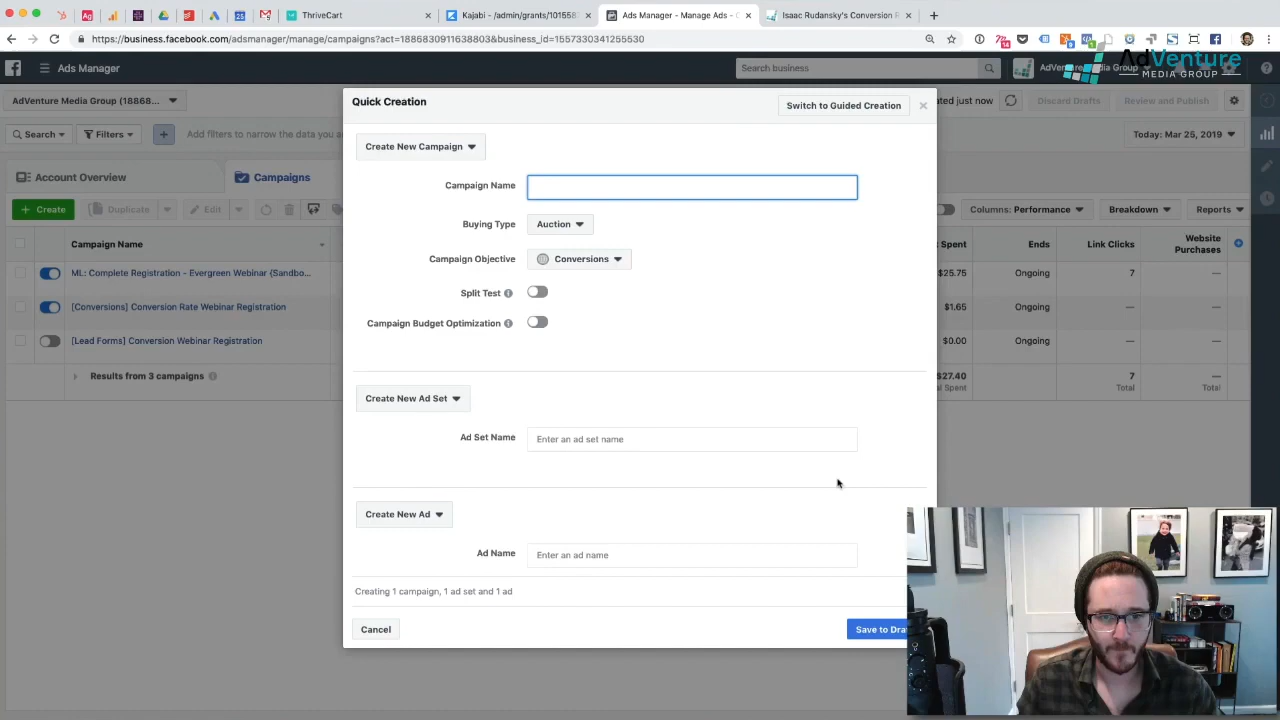 ThriveCart
Kajabi - /admin/grants/101558
Ads Manager - Manage Ads - C
Isaac Rudansky's Conversion R
https://business.facebook.com/adsmanager/manage/campaigns?act=1886830911638803&business_id=1557330341255530
Ads Manager
Search business
AdVenture Media Group
AdVenture
MEDIA GROUP
AdVenture Media Group (18868...
Quick Creation
Switch to Guided Creation
ated just now
Discard Drafts
Review and Publish
Search
Filters
Add filters to narrow the data you a
Today: Mar 25, 2019
Create New Campaign
Account Overview
Campaigns
Campaign Name
Create
Duplicate
Edit
Columns: Performance
Breakdown
Reports
Buying Type
Auction
Campaign Name
Spent
Ends
Link Clicks
Website
Purchases
Campaign Objective
Conversions
ML: Complete Registration - Evergreen Webinar {Sandbo...
$25.75
Ongoing
7
—
Split Test
[Conversions] Conversion Rate Webinar Registration
$1.65
Ongoing
—
—
Campaign Budget Optimization
[Lead Forms] Conversion Webinar Registration
$0.00
Ongoing
—
—
Results from 3 campaigns
$27.40
Spent
7
Total
—
Total
Create New Ad Set
Ad Set Name
Enter an ad set name
Create New Ad
Ad Name
Enter an ad name
Creating 1 campaign, 1 ad set and 1 ad
Cancel
Save to Dra